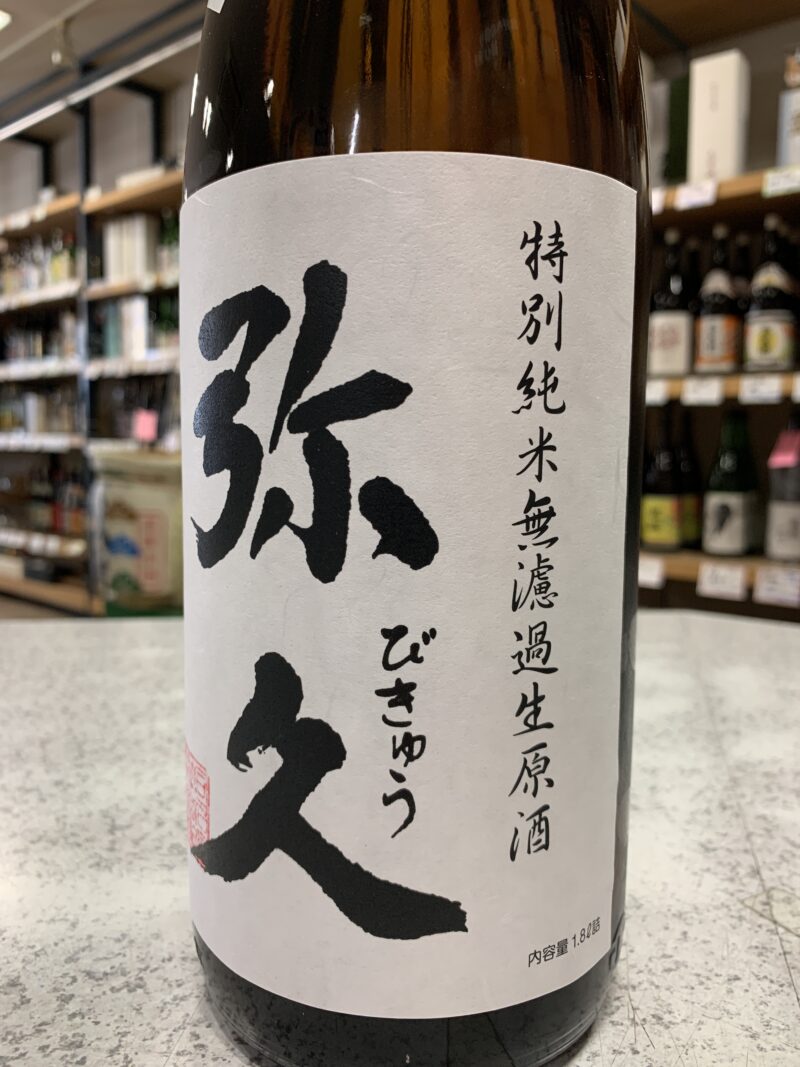 特別純米無濾過生原酒
弥久
びきゅう
内容量1.8ℓ詰